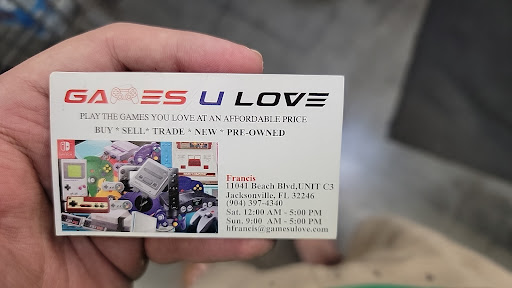 GAMES U LOVE
PLAY THE GAMES YOU LOVE AT AN AFFORDABLE PRICE
BUY * SELL* TRADE * NEW * PRE-OWNED
Francis
11041 Beach Blvd,UNIT C3
Jacksonville, FL 32246
(904) 397-4340
Sat. 12:00 AM - 5:00 PM
Sun. 9:00 AM - 5:00 PM
hfrancis@gamesulove.com